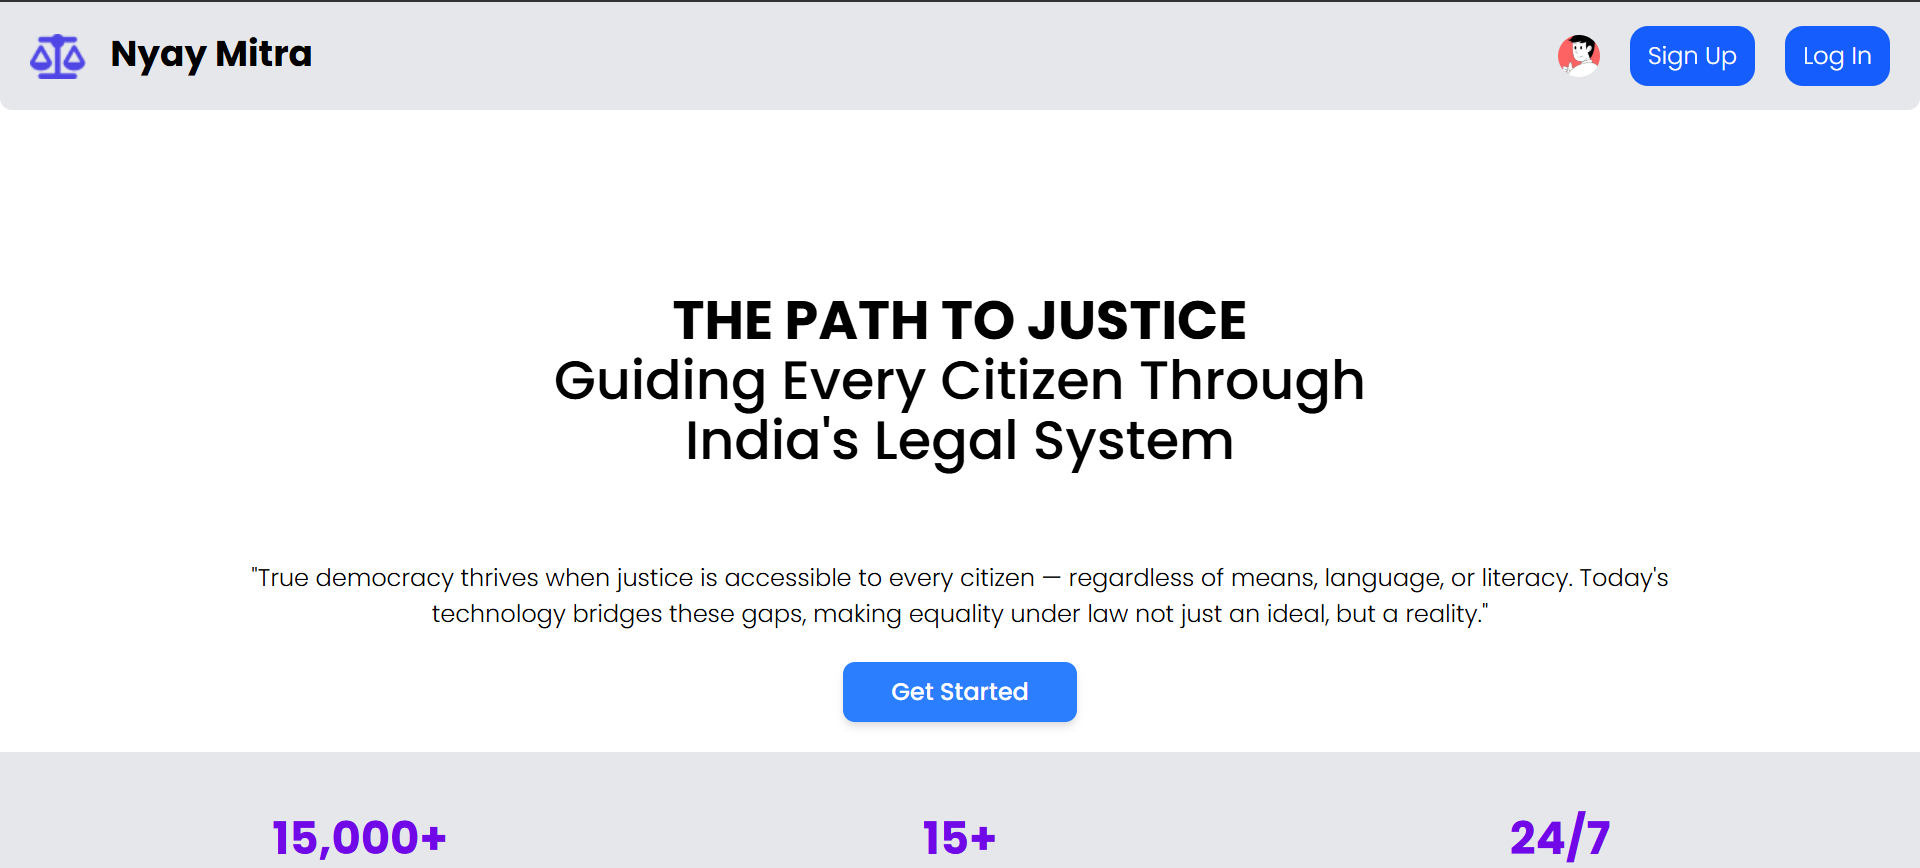 Nyay Mitra
Sign Up
Log In
THE PATH TO JUSTICE
Guiding Every Citizen Through
India's Legal System
"True democracy thrives when justice is accessible to every citizen — regardless of means, language, or literacy. Today's
technology bridges these gaps, making equality under law not just an ideal, but a reality."
Get Started
15,000+
15+
24/7